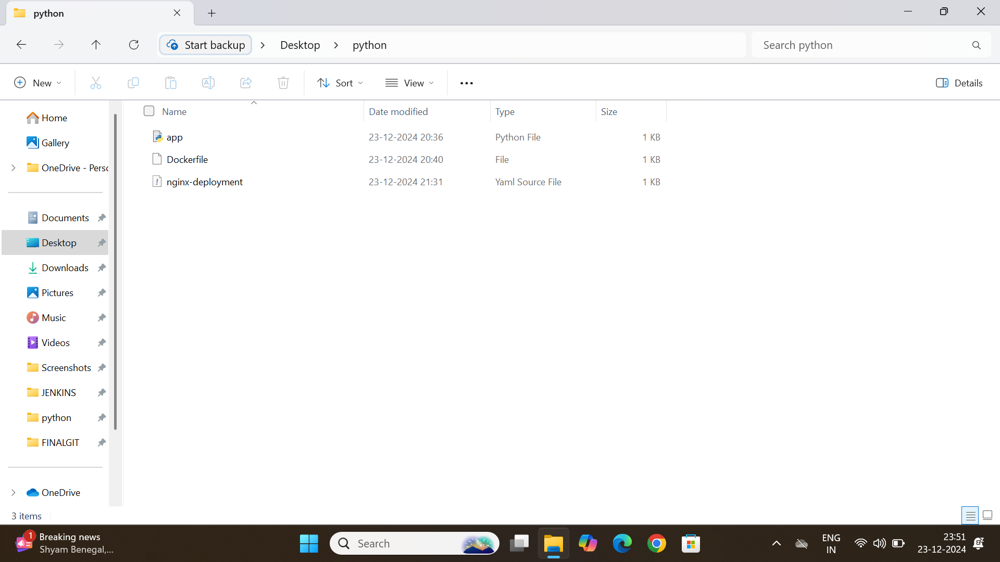 python
Start backup > Desktop > python
Search python
New
Sort
View
Details
Name Date modified Type Size
app 23-12-2024 20:36 Python File 1 KB
Dockerfile 23-12-2024 20:40 File 1 KB
nginx-deployment 23-12-2024 21:31 Yaml Source File 1 KB
Home
Gallery
OneDrive - Perso
Documents
Desktop
Downloads
Pictures
Music
Videos
Screenshots
JENKINS
python
FINALGIT
OneDrive
3 items
1
Breaking news
Shyam Benegal,...
Search
ENG
IN
23:51
23-12-2024